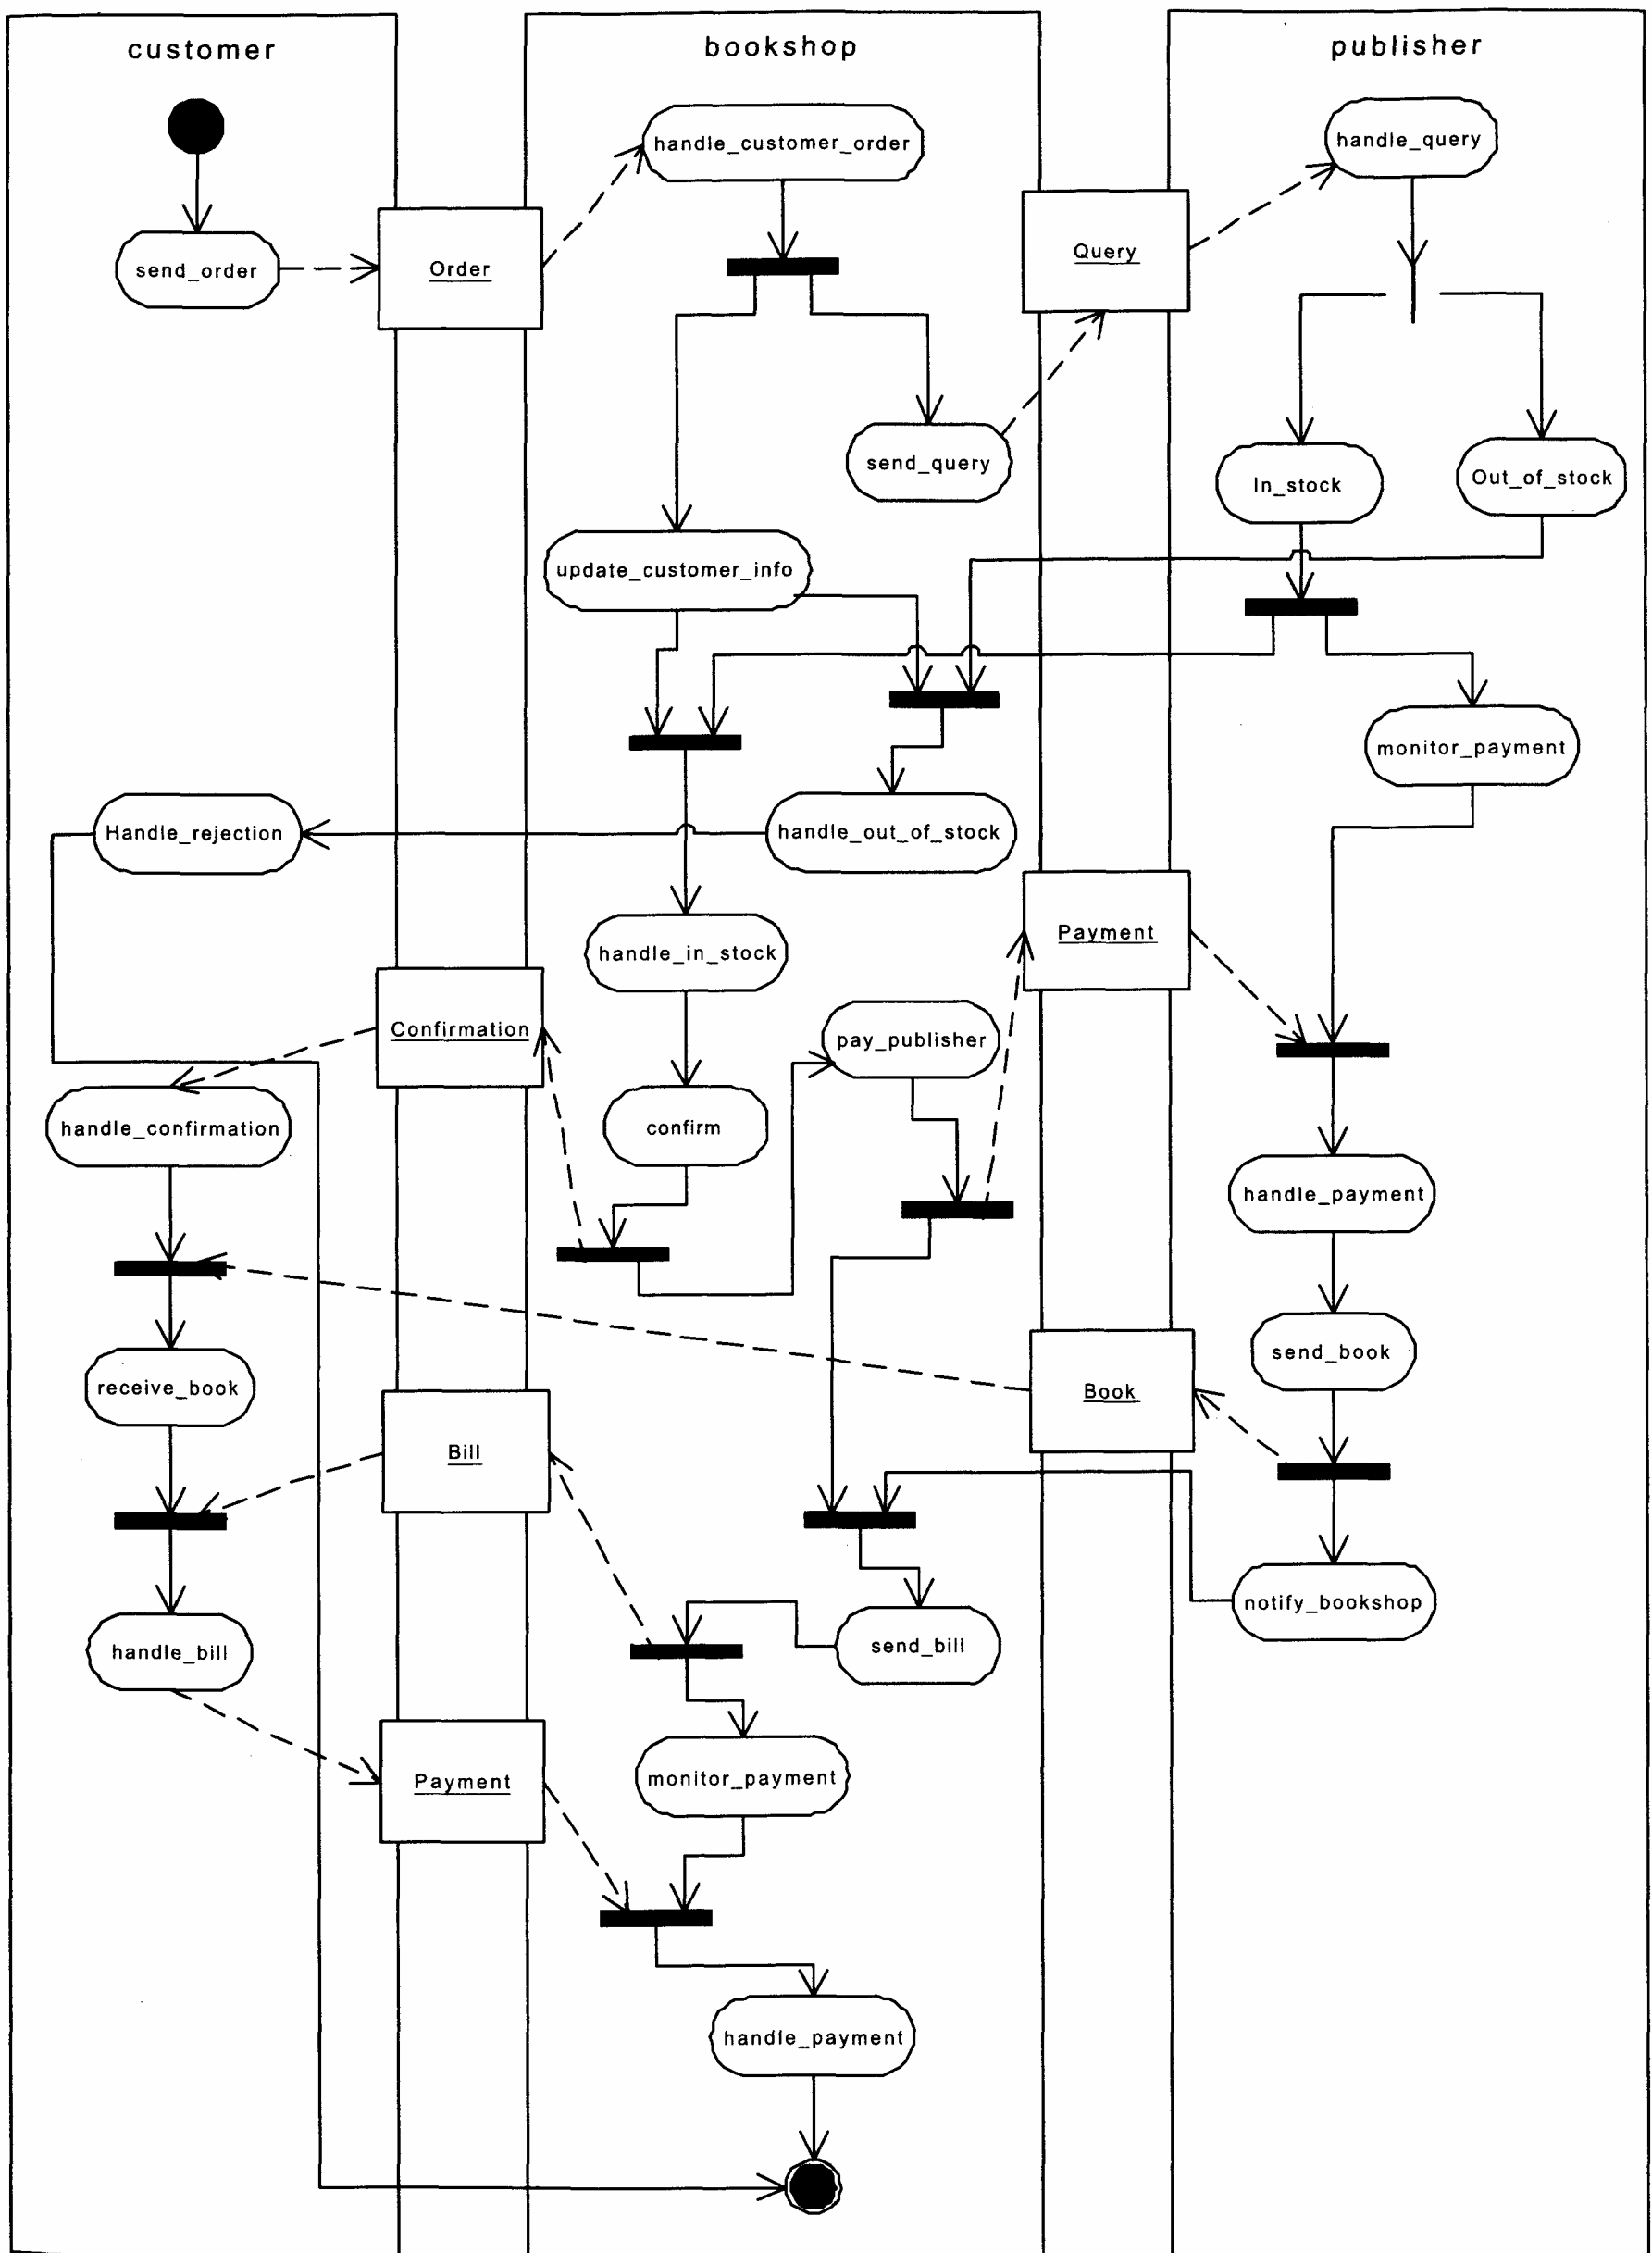 customer
bookshop
publisher
handle_customer_order
handle_query
send_order
Order
Query
send_query
In_stock
Out_of_stock
update_customer_info
monitor_payment
Handle_rejection
handle_out_of_stock
Payment
handle_in_stock
Confirmation
pay_publisher
handle_confirmation
confirm
handle_payment
send_book
receive_book
Book
Bill
notify_bookshop
handle_bill
send_bill
Payment
monitor_payment
handle_payment